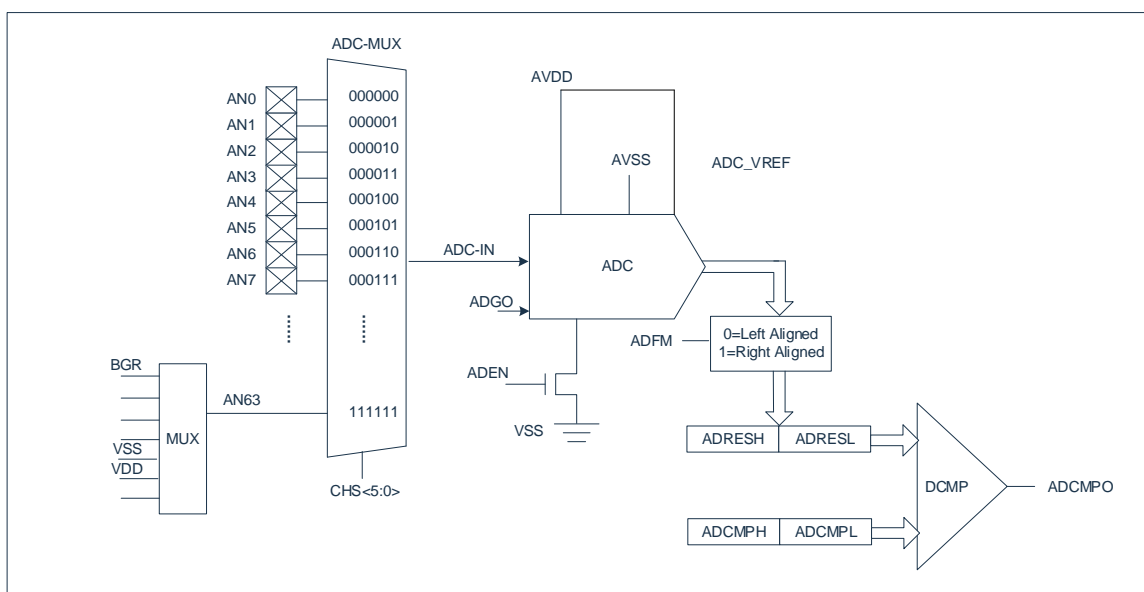 ADC-MUX
AN0
000000
AN1
000001
AN2
000010
AN3
000011
AN4
000100
AN5
000101
AN6
000110
AN7
000111
BGR
VSS
VDD
MUX
AN63
111111
CHS<5:0>
AVDD
AVSS
ADC_VREF
ADC-IN
ADC
ADGO
ADEN
VSS
ADFM
0=Left Aligned
1=Right Aligned
ADRESH
ADRESL
ADCMPH
ADCMPL
DCMP
ADCMPO